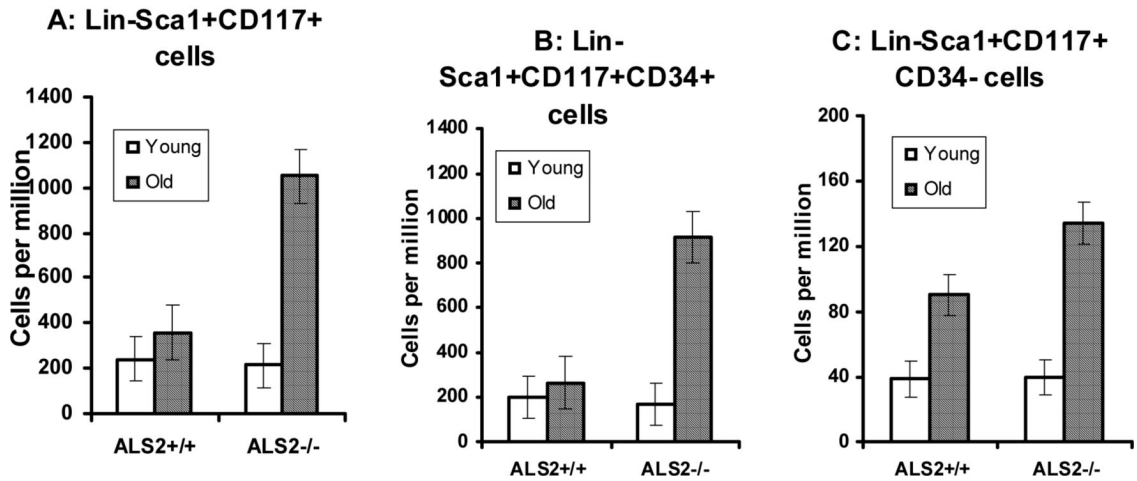 A: Lin-Sca1+CD117+
cells
1400
1200
1000
800
600
400
200
0
Cells per million
Young
Old
ALS2+/+
ALS2-/-
B: Lin-
Sca1+CD117+CD34+
cells
1400
1200
1000
800
600
400
200
0
Cells per million
Young
Old
ALS2+/+
ALS2-/-
C: Lin-Sca1+CD117+
CD34- cells
200
160
120
80
40
0
Cells per million
Young
Old
ALS2+/+
ALS2-/-